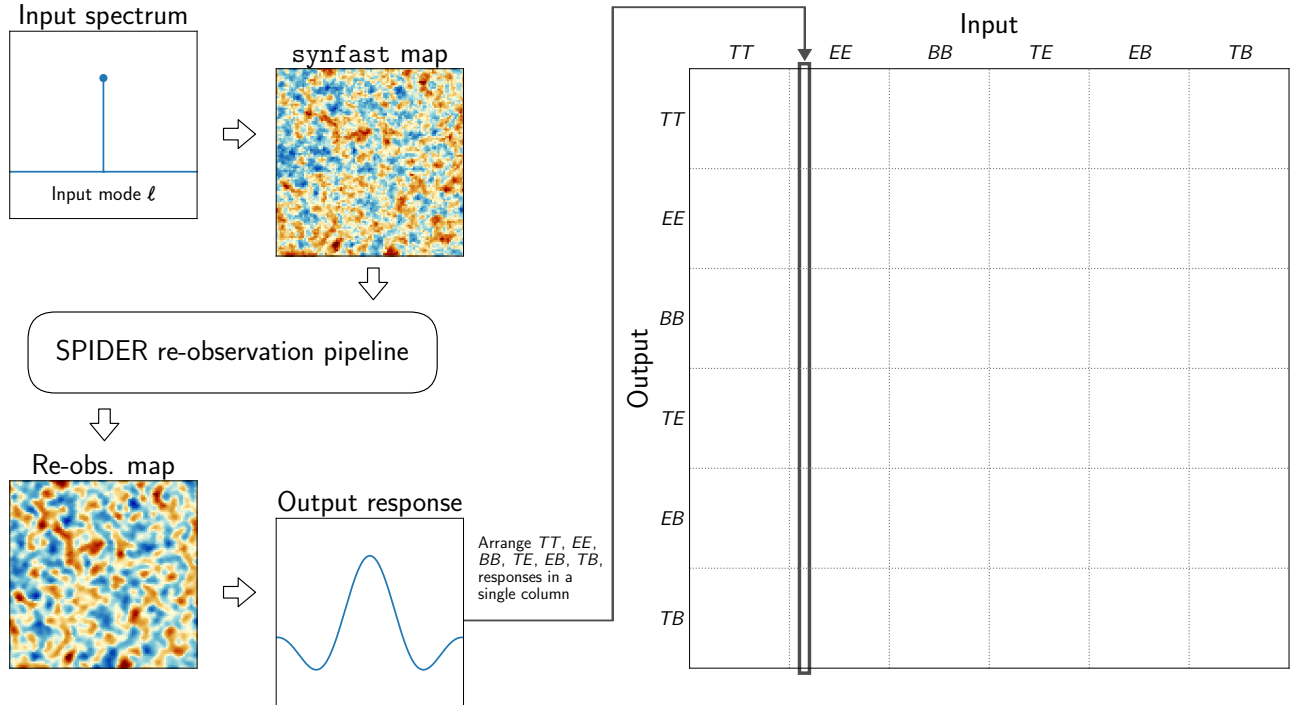 Input spectrum
Input mode ℓ
synfast map
SPIDER re-observation pipeline
Re-obs. map
Output response
Arrange TT, EE,
BB, TE, EB, TB,
responses in a
single column
Input
TT EE BB TE EB TB
Output
TT
EE
BB
TE
EB
TB